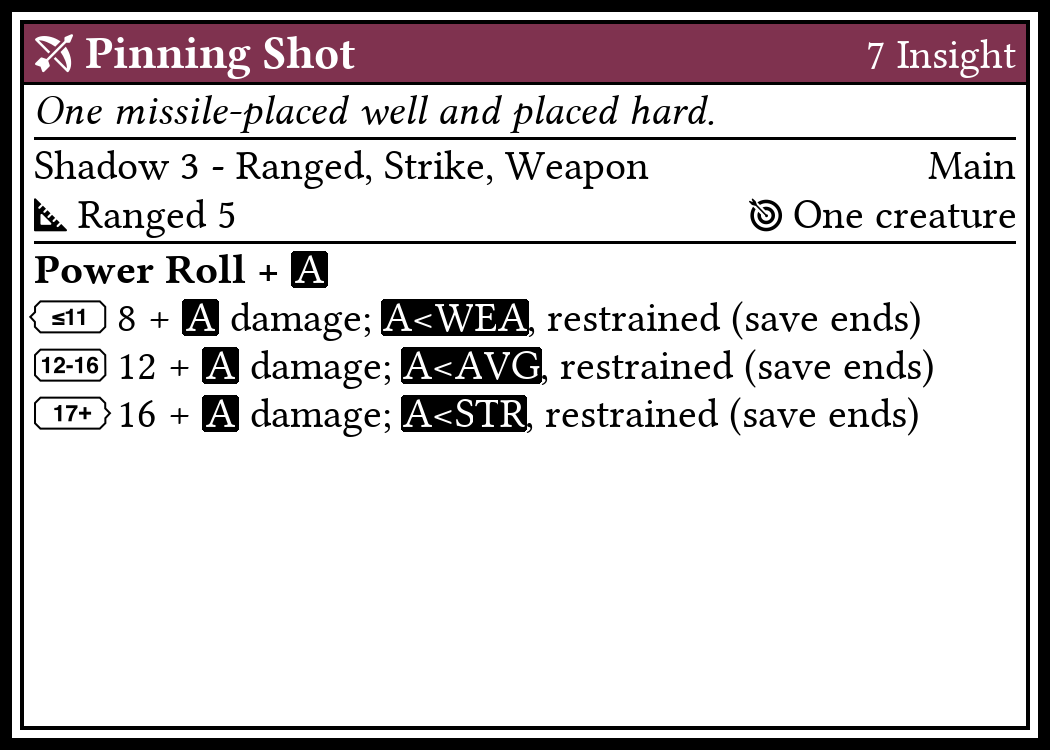 Pinning Shot 7 Insight
One missile-placed well and placed hard.
Shadow 3 - Ranged, Strike, Weapon Main
Ranged 5 One creature
Power Roll + A
≤11 8 + A damage; A<WEA, restrained (save ends)
12-16 12 + A damage; A<AVG, restrained (save ends)
17+ 16 + A damage; A<STR, restrained (save ends)